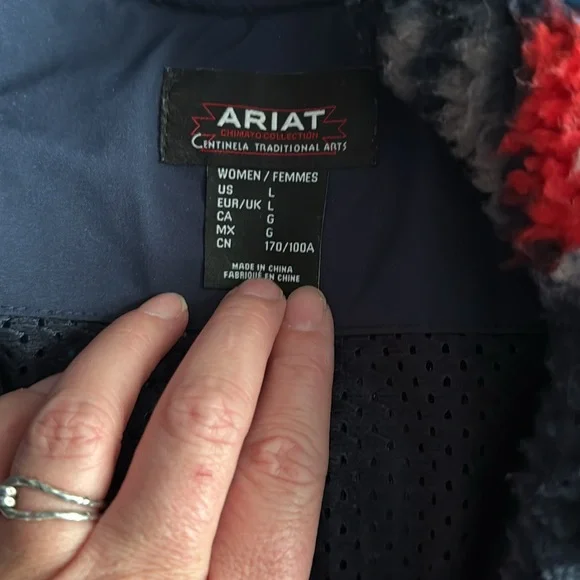 ARIAT
CHIMAYO COLLECTION
CENTINELA TRADITIONAL ARTS
WOMEN / FEMMES
US L
EUR/UK L
CA G
MX G
CN 170/100A
MADE IN CHINA
FABRIQUÉ EN CHINE